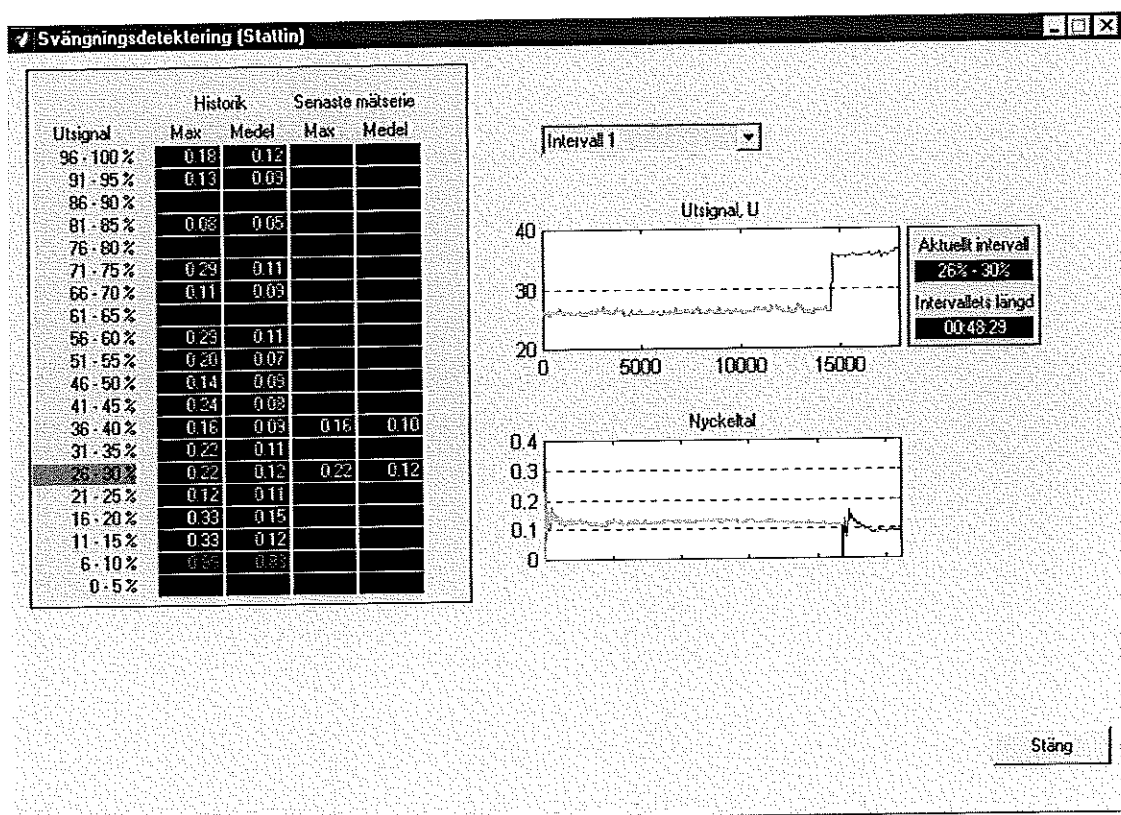 Svängningsdetektering (Stattin)
Historik Senaste mätserie
Utsignal Max Medel Max Medel
96 - 100 % 0.18 0.12
91 - 95 % 0.13 0.09
86 - 90 %
81 - 85 % 0.08 0.05
76 - 80 %
71 - 75 % 0.29 0.11
66 - 70 % 0.11 0.09
61 - 65 %
56 - 60 % 0.29 0.11
51 - 55 % 0.20 0.07
46 - 50 % 0.14 0.09
41 - 45 % 0.24 0.08
36 - 40 % 0.16 0.09 0.16 0.10
31 - 35 % 0.22 0.11
26 - 30 % 0.22 0.12 0.22 0.12
21 - 25 % 0.12 0.11
16 - 20 % 0.33 0.15
11 - 15 % 0.33 0.12
6 - 10 %
0 - 5 %
Intervall 1
Utsignal, U
40
30
20
0 5000 10000 15000
Aktuellt intervall
26% - 30%
Intervallets längd
00:48:29
Nyckeltal
0.4
0.3
0.2
0.1
0
Stäng